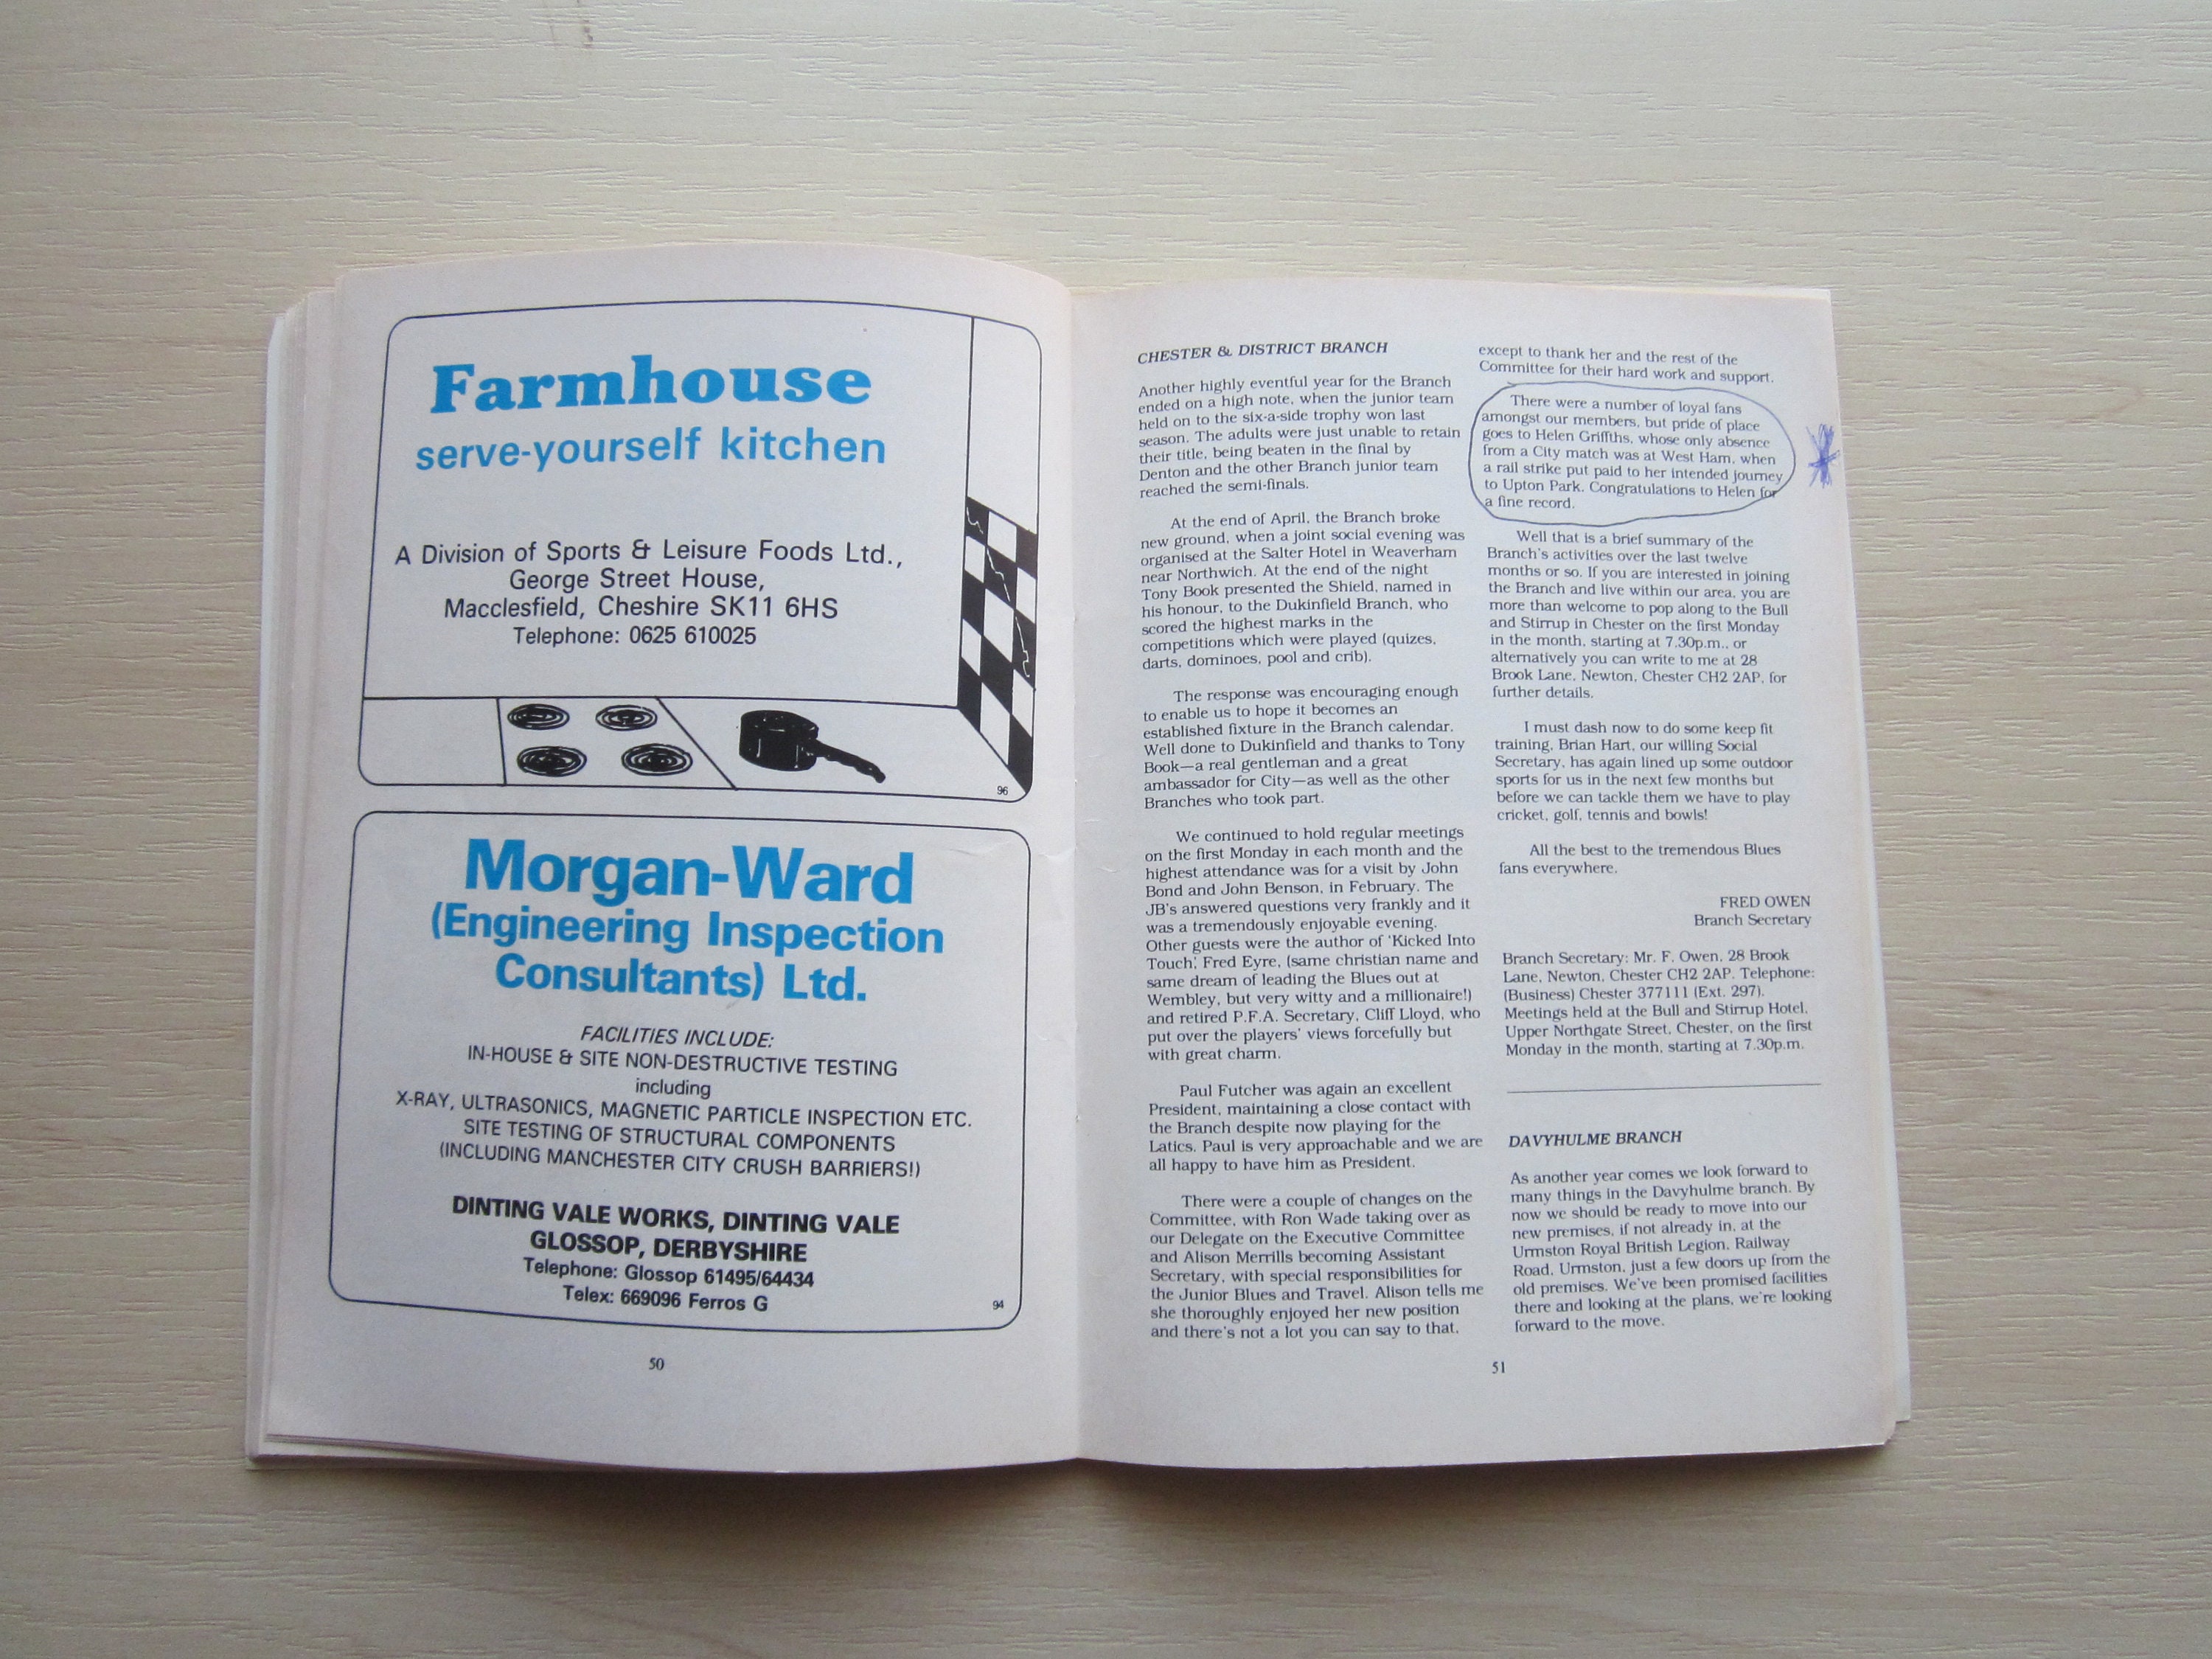 Farmhouse
serve-yourself kitchen
A Division of Sports & Leisure Foods Ltd.,
George Street House,
Macclesfield, Cheshire SK11 6HS
Telephone: 0625 610025
96
Morgan-Ward
(Engineering Inspection
Consultants) Ltd.
FACILITIES INCLUDE:
IN-HOUSE & SITE NON-DESTRUCTIVE TESTING
including
X-RAY, ULTRASONICS, MAGNETIC PARTICLE INSPECTION ETC.
SITE TESTING OF STRUCTURAL COMPONENTS
(INCLUDING MANCHESTER CITY CRUSH BARRIERS!)
DINTING VALE WORKS, DINTING VALE
GLOSSOP, DERBYSHIRE
Telephone: Glossop 61495/64434
Telex: 669096 Ferros G
94
50
CHESTER & DISTRICT BRANCH
Another highly eventful year for the Branch
ended on a high note, when the junior team
held on to the six-a-side trophy won last
season. The adults were just unable to retain
their title, being beaten in the final by
Denton and the other Branch junior team
reached the semi-finals.
At the end of April, the Branch broke
new ground, when a joint social evening was
organised at the Salter Hotel in Weaverham
near Northwich. At the end of the night
Tony Book presented the Shield, named in
his honour, to the Dukinfield Branch, who
scored the highest marks in the
competitions which were played (quizes,
darts, dominoes, pool and crib).
The response was encouraging enough
to enable us to hope it becomes an
established fixture in the Branch calendar.
Well done to Dukinfield and thanks to Tony
Book—a real gentleman and a great
ambassador for City—as well as the other
Branches who took part.
We continued to hold regular meetings
on the first Monday in each month and the
highest attendance was for a visit by John
Bond and John Benson, in February. The
JB's answered questions very frankly and it
was a tremendously enjoyable evening.
Other guests were the author of 'Kicked Into
Touch', Fred Eyre, (same christian name and
same dream of leading the Blues out at
Wembley, but very witty and a millionaire!)
and retired P.F.A. Secretary, Cliff Lloyd, who
put over the players' views forcefully but
with great charm.
Paul Futcher was again an excellent
President, maintaining a close contact with
the Branch despite now playing for the
Latics. Paul is very approachable and we are
all happy to have him as President.
There were a couple of changes on the
Committee, with Ron Wade taking over as
our Delegate on the Executive Committee
and Alison Merrills becoming Assistant
Secretary, with special responsibilities for
the Junior Blues and Travel. Alison tells me
she thoroughly enjoyed her new position
and there's not a lot you can say to that,
except to thank her and the rest of the
Committee for their hard work and support.
There were a number of loyal fans
amongst our members, but pride of place
goes to Helen Griffths, whose only absence
from a City match was at West Ham, when
a rail strike put paid to her intended journey
to Upton Park. Congratulations to Helen for
a fine record.
Well that is a brief summary of the
Branch's activities over the last twelve
months or so. If you are interested in joining
the Branch and live within our area, you are
more than welcome to pop along to the Bull
and Stirrup in Chester on the first Monday
in the month, starting at 7.30p.m., or
alternatively you can write to me at 28
Brook Lane, Newton, Chester CH2 2AP, for
further details.
I must dash now to do some keep fit
training, Brian Hart, our willing Social
Secretary, has again lined up some outdoor
sports for us in the next few months but
before we can tackle them we have to play
cricket, golf, tennis and bowls!
All the best to the tremendous Blues
fans everywhere.
FRED OWEN
Branch Secretary
Branch Secretary: Mr. F. Owen, 28 Brook
Lane, Newton, Chester CH2 2AP. Telephone:
(Business) Chester 377111 (Ext. 297).
Meetings held at the Bull and Stirrup Hotel,
Upper Northgate Street, Chester, on the first
Monday in the month, starting at 7.30p.m.
DAVYHULME BRANCH
As another year comes we look forward to
many things in the Davyhulme branch. By
now we should be ready to move into our
new premises, if not already in, at the
Urmston Royal British Legion, Railway
Road, Urmston, just a few doors up from the
old premises. We've been promised facilities
there and looking at the plans, we're looking
forward to the move.
51